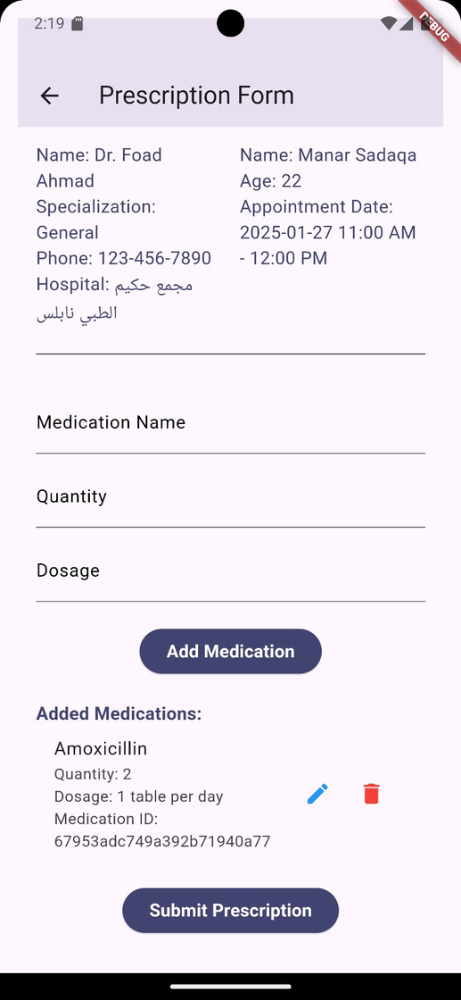 2:19
DEBUG
Prescription Form
Name: Dr. Foad
Ahmad
Specialization:
General
Phone: 123-456-7890
Hospital: مجمع حكيم
الطبي نابلس
Name: Manar Sadaqa
Age: 22
Appointment Date:
2025-01-27 11:00 AM
- 12:00 PM
Medication Name
Quantity
Dosage
Add Medication
Added Medications:
Amoxicillin
Quantity: 2
Dosage: 1 table per day
Medication ID:
67953adc749a392b71940a77
Submit Prescription